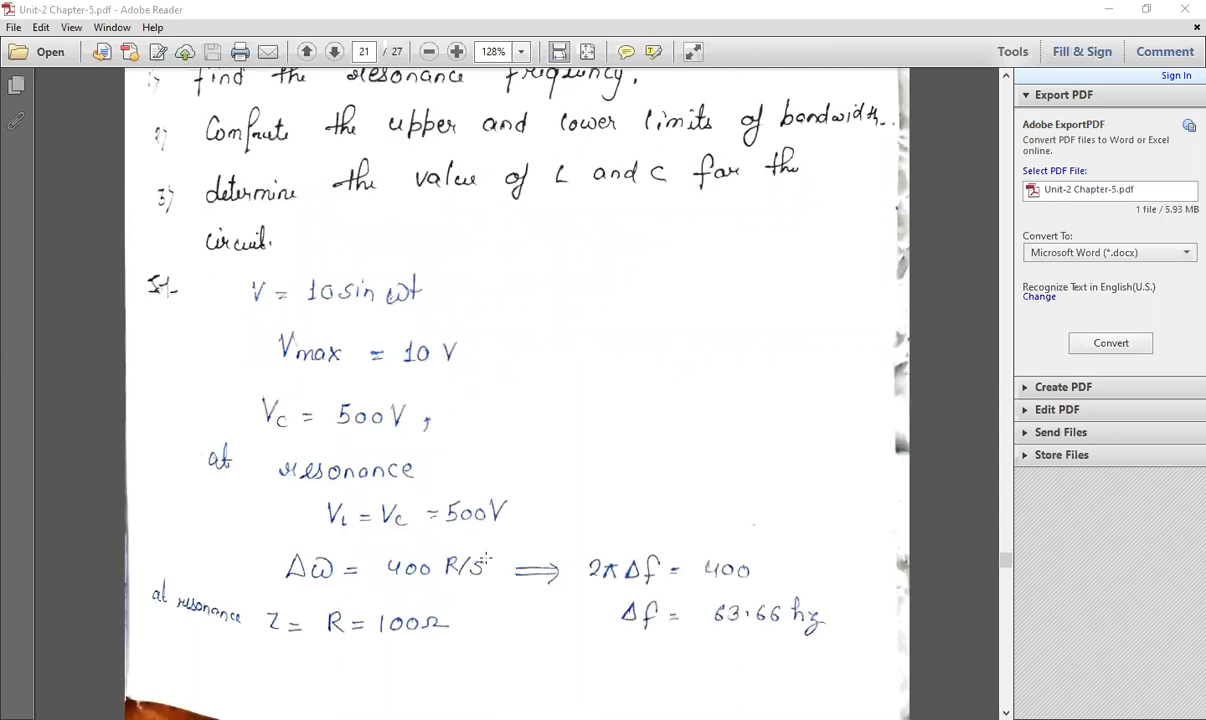 Unit-2 Chapter-5.pdf - Adobe Reader
File Edit View Window Help
Open 21 / 27 128% Tools Fill & Sign Comment
Sign In
Export PDF
Adobe ExportPDF
Convert PDF files to Word or Excel
online.
Select PDF File:
Unit-2 Chapter-5.pdf
1 file / 5.93 MB
Convert To:
Microsoft Word (*.docx)
Recognize Text in English(U.S.)
Change
Convert
Create PDF
Edit PDF
Send Files
Store Files
1) find the resonance frequency.
2) Compute the upper and lower limits of bandwidth.
3) determine the value of L and C for the
circuit.
Sol-
V = 10 sin ωt
Vmax = 10 V
VC = 500V,
at resonance
VL = VC = 500V
Δω = 400 R/S ⟹ 2π Δf = 400
at resonance Z = R = 100Ω Δf = 63.66 hz